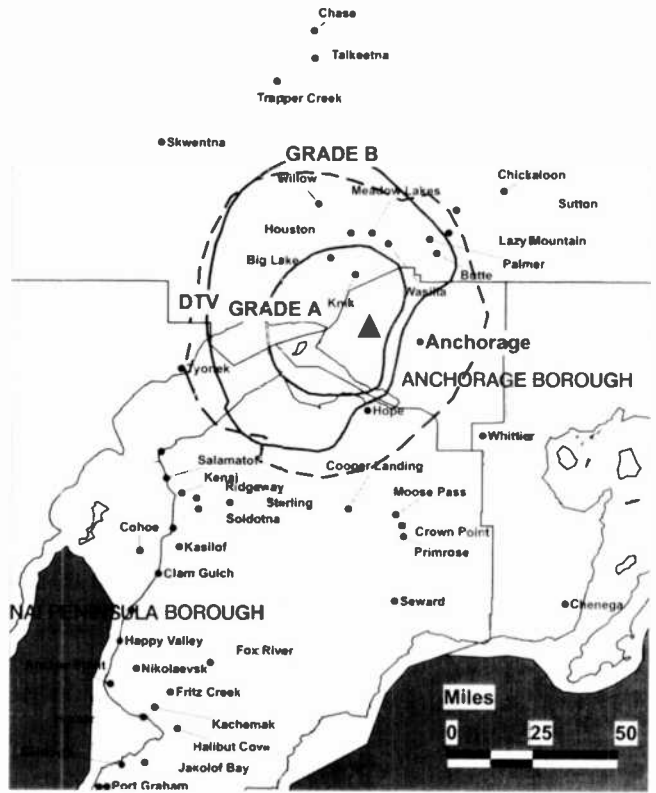 Chase
Talkeetna
Trapper Creek
Skwentna
GRADE B
Willow
Chickaloon
Meadow Lakes
Sutton
Houston
Lazy Mountain
Big Lake
Palmer
Butte
Wasilla
Knik
DTV
GRADE A
Anchorage
Tyonek
ANCHORAGE BOROUGH
Hope
Whittier
Salamatof
Cooper Landing
Kenai
Ridgeway
Sterling
Moose Pass
Soldotna
Cohoe
Crown Point
Kasilof
Primrose
Clam Gulch
Seward
Chenega
NAI PENINSULA BOROUGH
Happy Valley
Fox River
Nikolaevsk
Fritz Creek
Miles
Kachemak
0 25 50
Halibut Cove
Jakolof Bay
Port Graham